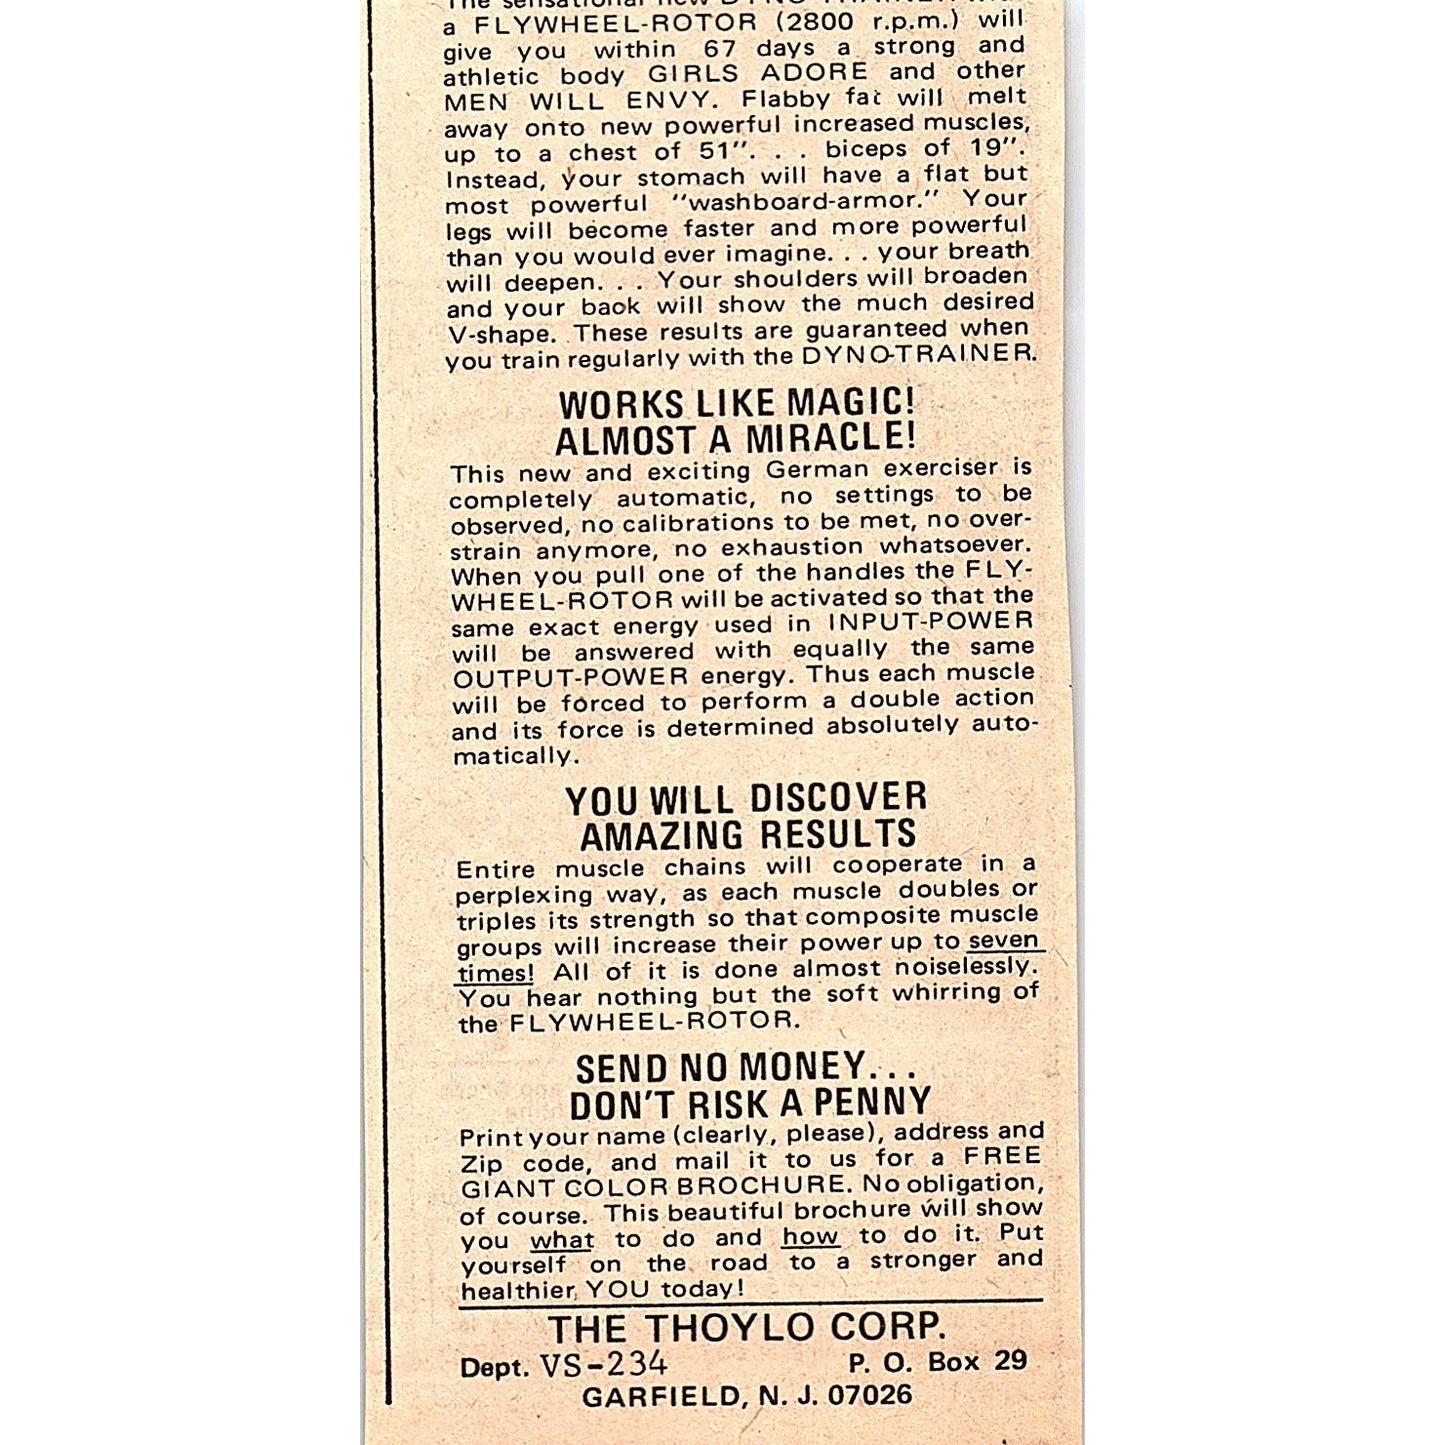 The sensational new DYNO-TRAINER with
a FLYWHEEL-ROTOR (2800 r.p.m.) will
give you within 67 days a strong and
athletic body GIRLS ADORE and other
MEN WILL ENVY. Flabby fat will melt
away onto new powerful increased muscles,
up to a chest of 51”. . . biceps of 19”.
Instead, your stomach will have a flat but
most powerful “washboard-armor.” Your
legs will become faster and more powerful
than you would ever imagine. . . your breath
will deepen. . . Your shoulders will broaden
and your back will show the much desired
V-shape. These results are guaranteed when
you train regularly with the DYNO-TRAINER.
WORKS LIKE MAGIC!
ALMOST A MIRACLE!
This new and exciting German exerciser is
completely automatic, no settings to be
observed, no calibrations to be met, no over-
strain anymore, no exhaustion whatsoever.
When you pull one of the handles the FLY-
WHEEL-ROTOR will be activated so that the
same exact energy used in INPUT-POWER
will be answered with equally the same
OUTPUT-POWER energy. Thus each muscle
will be forced to perform a double action
and its force is determined absolutely auto-
matically.
YOU WILL DISCOVER
AMAZING RESULTS
Entire muscle chains will cooperate in a
perplexing way, as each muscle doubles or
triples its strength so that composite muscle
groups will increase their power up to seven
times! All of it is done almost noiselessly.
You hear nothing but the soft whirring of
the FLYWHEEL-ROTOR.
SEND NO MONEY. . .
DON'T RISK A PENNY
Print your name (clearly, please), address and
Zip code, and mail it to us for a FREE
GIANT COLOR BROCHURE. No obligation,
of course. This beautiful brochure will show
you what to do and how to do it. Put
yourself on the road to a stronger and
healthier, YOU today!
THE THOYLO CORP.
Dept. VS-234 P. O. Box 29
GARFIELD, N. J. 07026